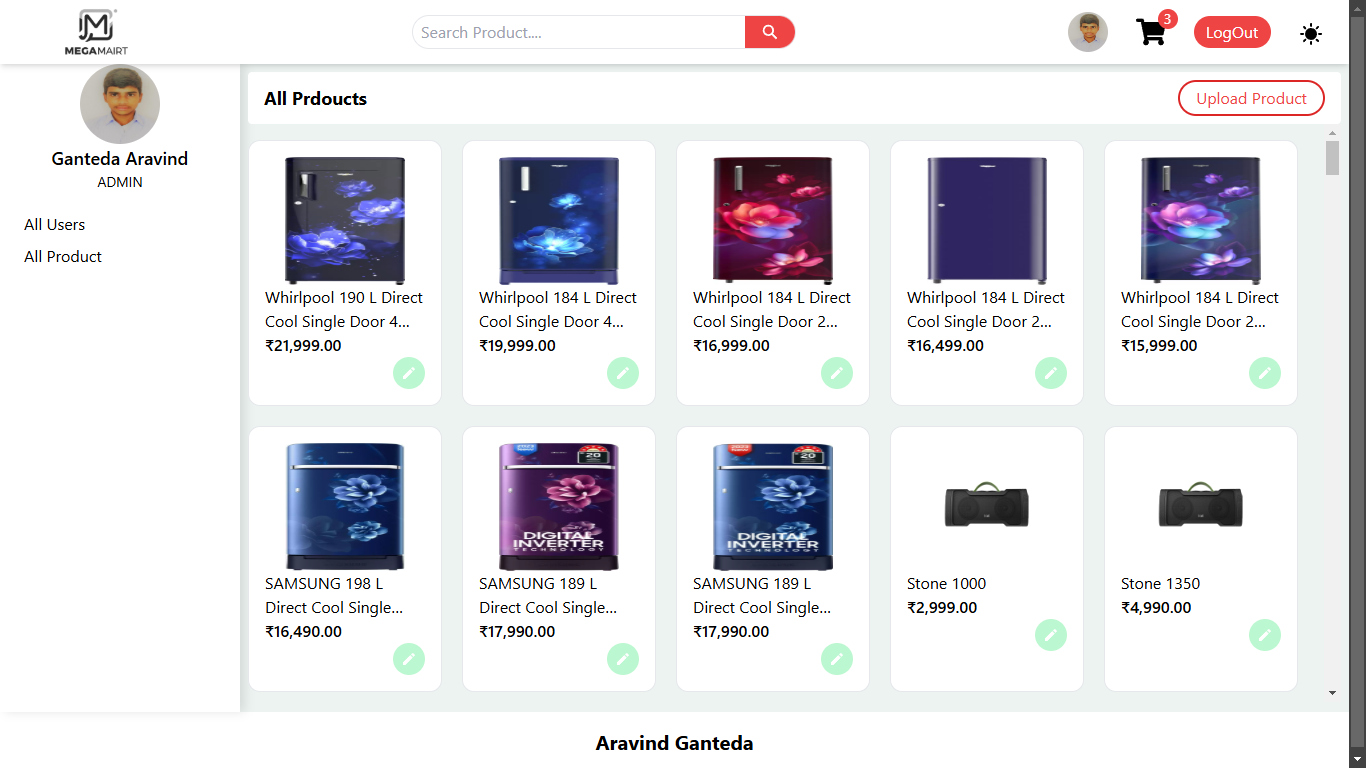 MEGAMAIRT
Search Product....
3
LogOut
Ganteda Aravind
ADMIN
All Users
All Product
All Prdoucts
Upload Product
Whirlpool 190 L Direct
Cool Single Door 4...
₹21,999.00
Whirlpool 184 L Direct
Cool Single Door 4...
₹19,999.00
Whirlpool 184 L Direct
Cool Single Door 2...
₹16,999.00
Whirlpool 184 L Direct
Cool Single Door 2...
₹16,499.00
Whirlpool 184 L Direct
Cool Single Door 2...
₹15,999.00
SAMSUNG 198 L
Direct Cool Single...
₹16,490.00
20
DIGITAL
INVERTER
TECHNOLOGY
SAMSUNG 189 L
Direct Cool Single...
₹17,990.00
20
DIGITAL
INVERTER
TECHNOLOGY
SAMSUNG 189 L
Direct Cool Single...
₹17,990.00
Stone 1000
₹2,999.00
Stone 1350
₹4,990.00
Aravind Ganteda